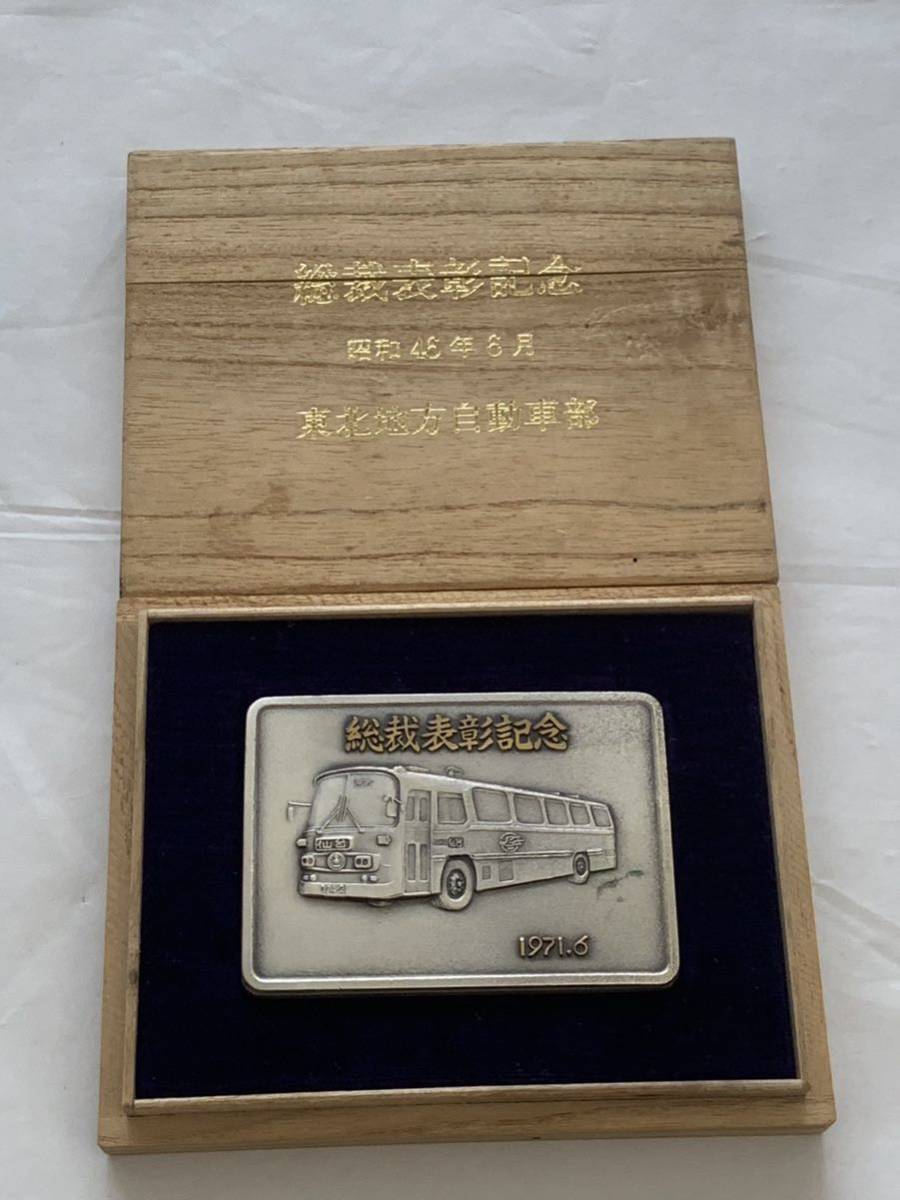 総裁表彰記念
昭和46年6月
東北地方自動車部
総裁表彰記念
仙台
1971.6